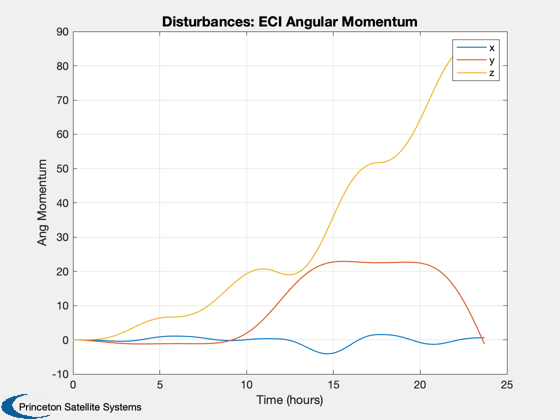 Disturbances: ECI Angular Momentum
90
80
70
60
50
40
30
20
10
0
-10
Ang Momentum
x
y
z
0 5 10 15 20 25
Time (hours)
Princeton Satellite Systems